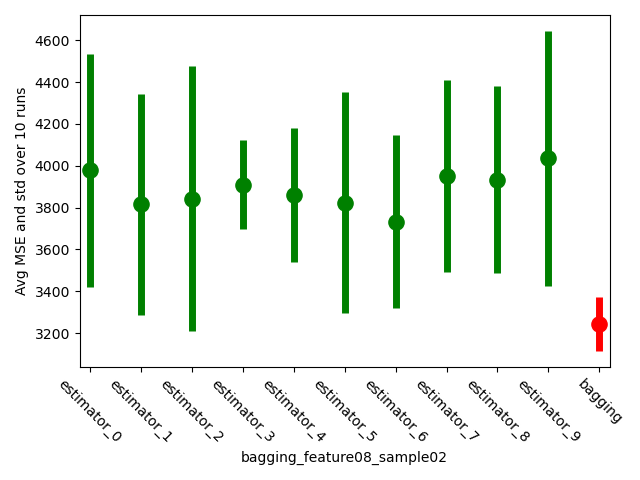 Avg MSE and std over 10 runs
4600
4400
4200
4000
3800
3600
3400
3200
estimator_0
estimator_1
estimator_2
estimator_3
estimator_4
estimator_5
estimator_6
estimator_7
estimator_8
estimator_9
bagging
bagging_feature08_sample02